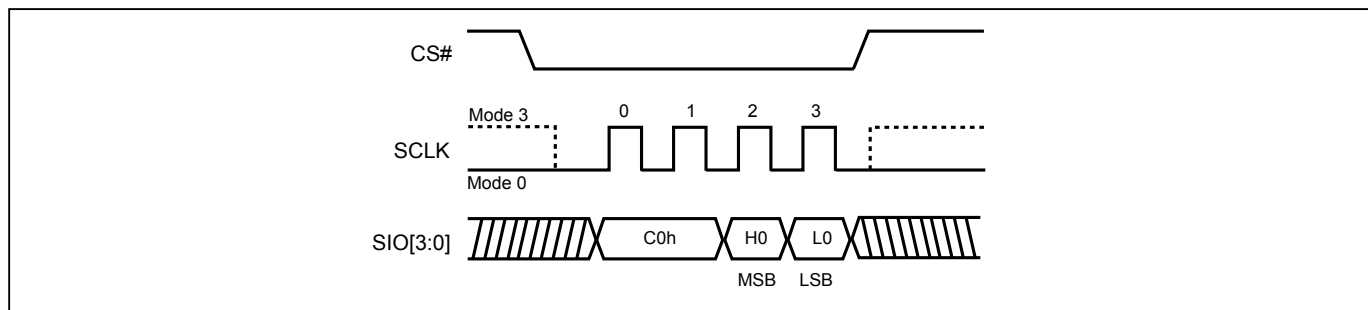 CS#
Mode 3 0 1 2 3
SCLK
Mode 0
SIO[3:0] C0h H0 L0
MSB LSB